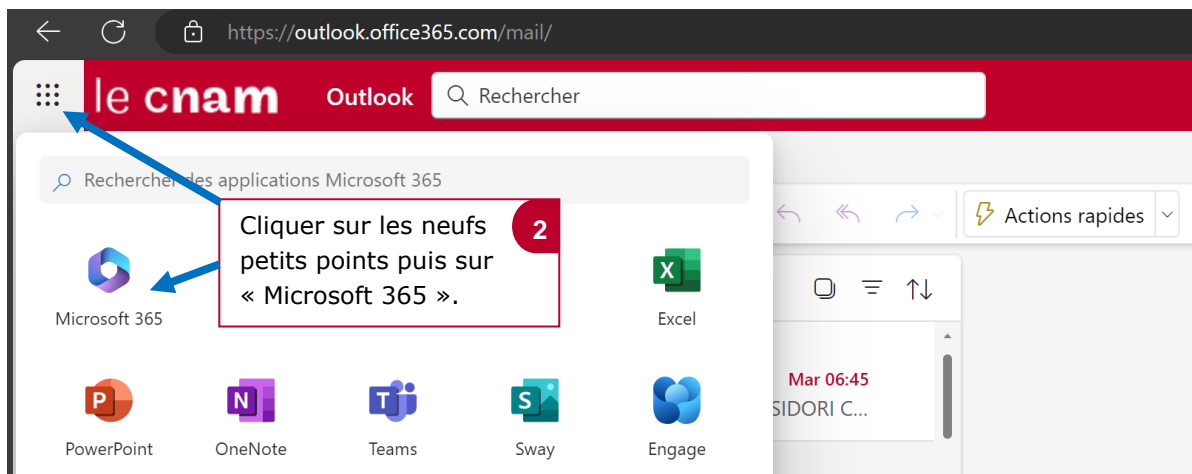 https://outlook.office365.com/mail/
le cnam Outlook Rechercher
Rechercher des applications Microsoft 365
Cliquer sur les neufs
petits points puis sur
« Microsoft 365 ».
2
Actions rapides
Microsoft 365
Excel
Mar 06:45
SIDORI C...
PowerPoint OneNote Teams Sway Engage